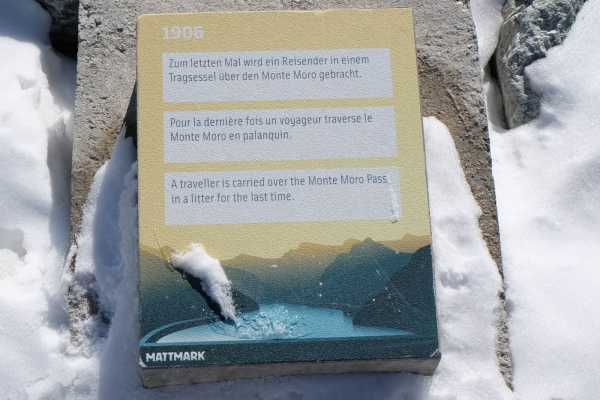 1906
Zum letzten Mal wird ein Reisender in einem
Tragsessel über den Monte Moro gebracht.
Pour la dernière fois un voyageur traverse le
Monte Moro en palanquin.
A traveller is carried over the Monte Moro Pass
in a litter for the last time.
MATTMARK